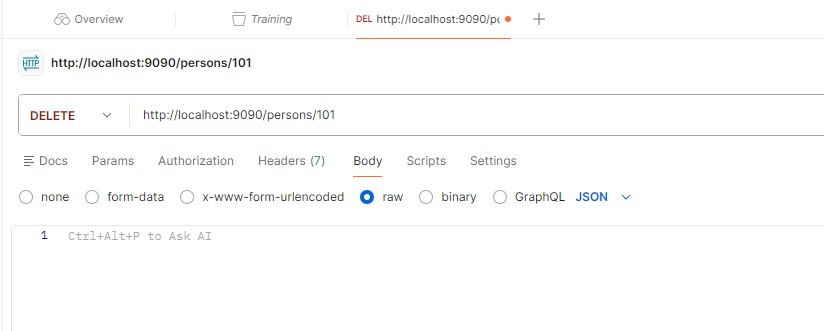 Overview
Training
DEL http://localhost:9090/pe
HTTP http://localhost:9090/persons/101
DELETE http://localhost:9090/persons/101
Docs Params Authorization Headers (7) Body Scripts Settings
none form-data x-www-form-urlencoded raw binary GraphQL JSON
1 Ctrl+Alt+P to Ask AI